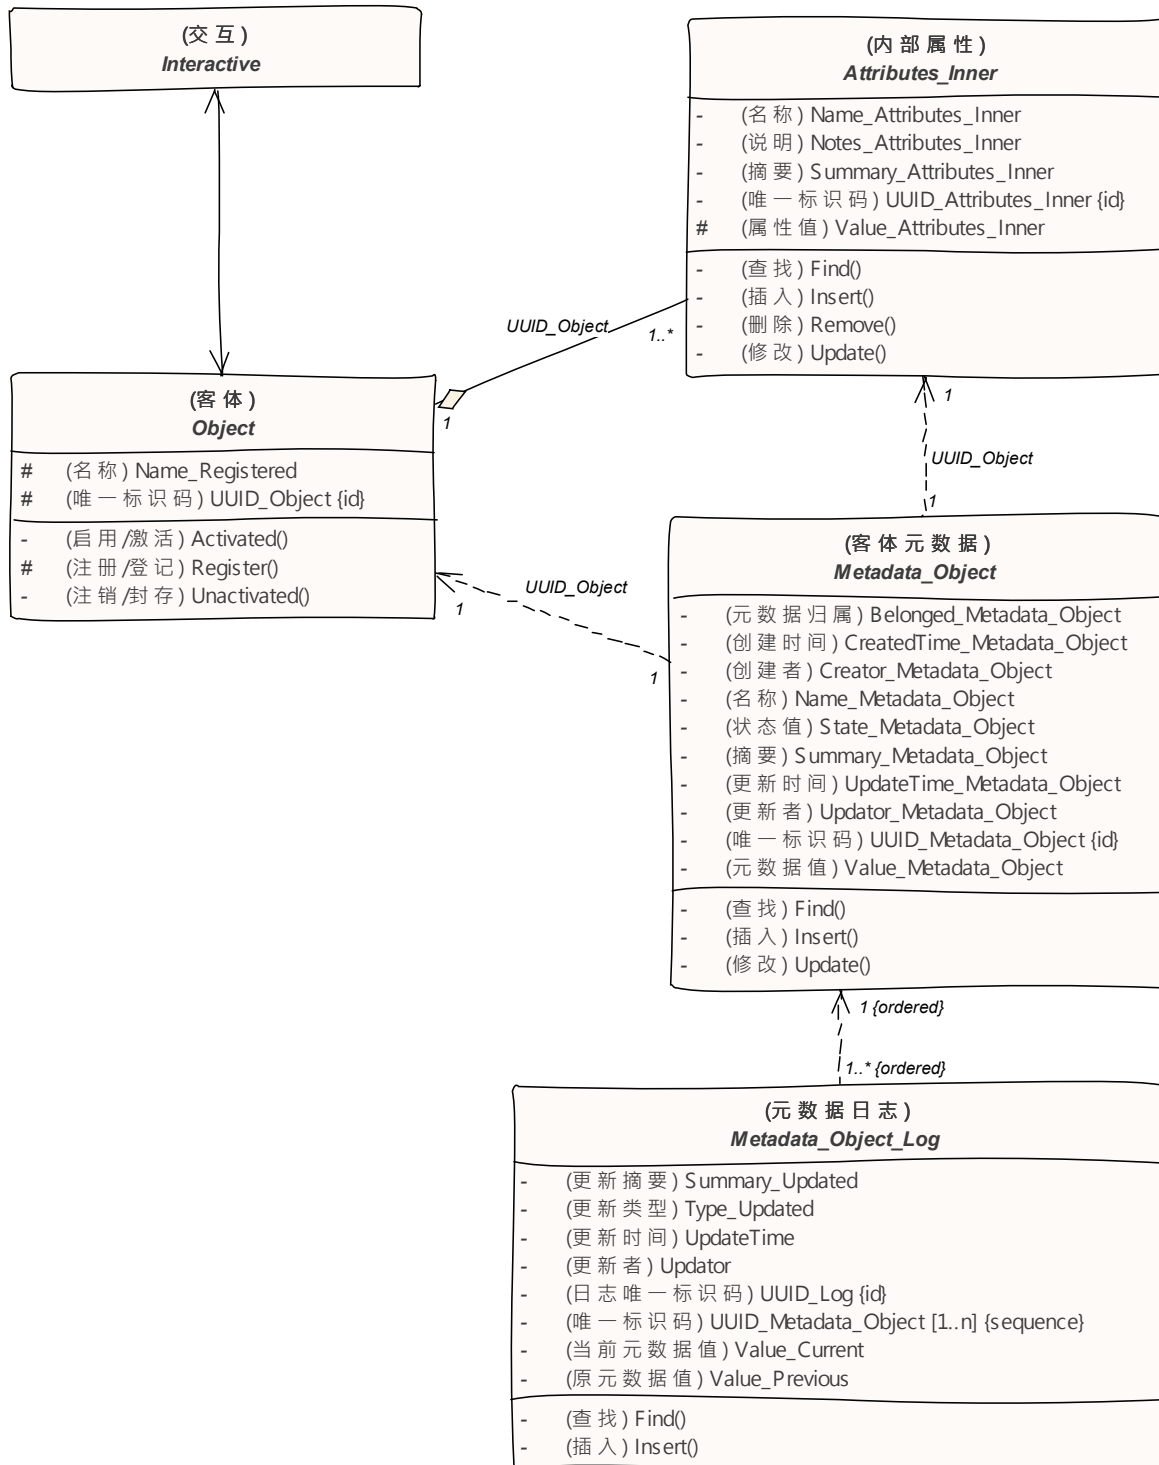 (交互)
Interactive
(内部属性)
Attributes_Inner
- (名称) Name_Attributes_Inner
- (说明) Notes_Attributes_Inner
- (摘要) Summary_Attributes_Inner
- (唯一标识码) UUID_Attributes_Inner {id}
# (属性值) Value_Attributes_Inner
- (查找) Find()
- (插入) Insert()
- (删除) Remove()
- (修改) Update()
UUID_Object
1..*
1
(客体)
Object
# (名称) Name_Registered
# (唯一标识码) UUID_Object {id}
- (启用/激活) Activated()
# (注册/登记) Register()
- (注销/封存) Unactivated()
1
UUID_Object
1
UUID_Object
1
1
(客体元数据)
Metadata_Object
- (元数据归属) Belonged_Metadata_Object
- (创建时间) CreatedTime_Metadata_Object
- (创建者) Creator_Metadata_Object
- (名称) Name_Metadata_Object
- (状态值) State_Metadata_Object
- (摘要) Summary_Metadata_Object
- (更新时间) UpdateTime_Metadata_Object
- (更新者) Updator_Metadata_Object
- (唯一标识码) UUID_Metadata_Object {id}
- (元数据值) Value_Metadata_Object
- (查找) Find()
- (插入) Insert()
- (修改) Update()
1 {ordered}
1..* {ordered}
(元数据日志)
Metadata_Object_Log
- (更新摘要) Summary_Updated
- (更新类型) Type_Updated
- (更新时间) UpdateTime
- (更新者) Updator
- (日志唯一标识码) UUID_Log {id}
- (唯一标识码) UUID_Metadata_Object [1..n] {sequence}
- (当前元数据值) Value_Current
- (原元数据值) Value_Previous
- (查找) Find()
- (插入) Insert()